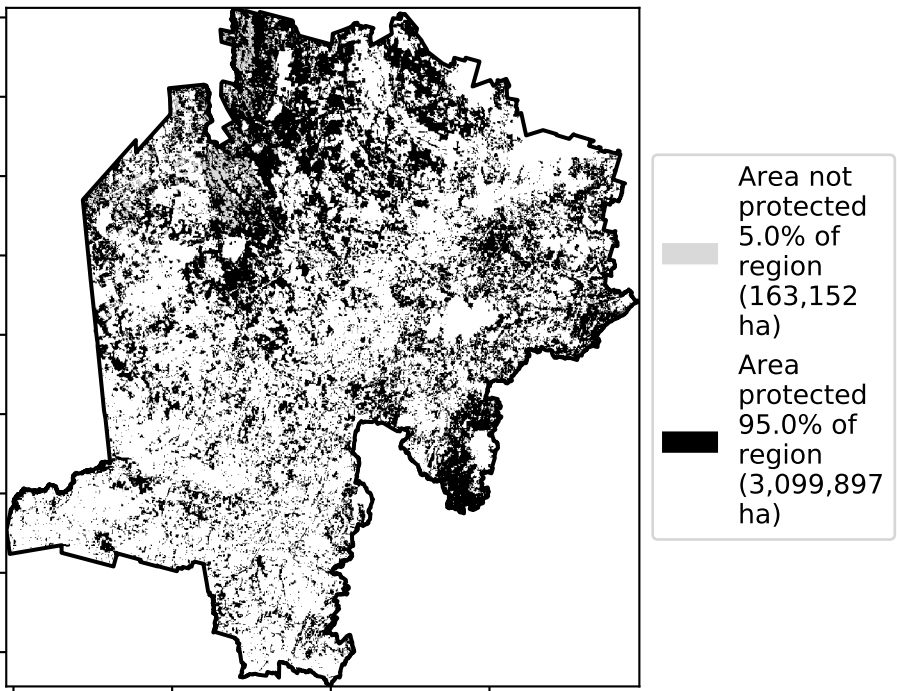 Area not
protected
5.0% of
region
(163,152
ha)
Area
protected
95.0% of
region
(3,099,897
ha)